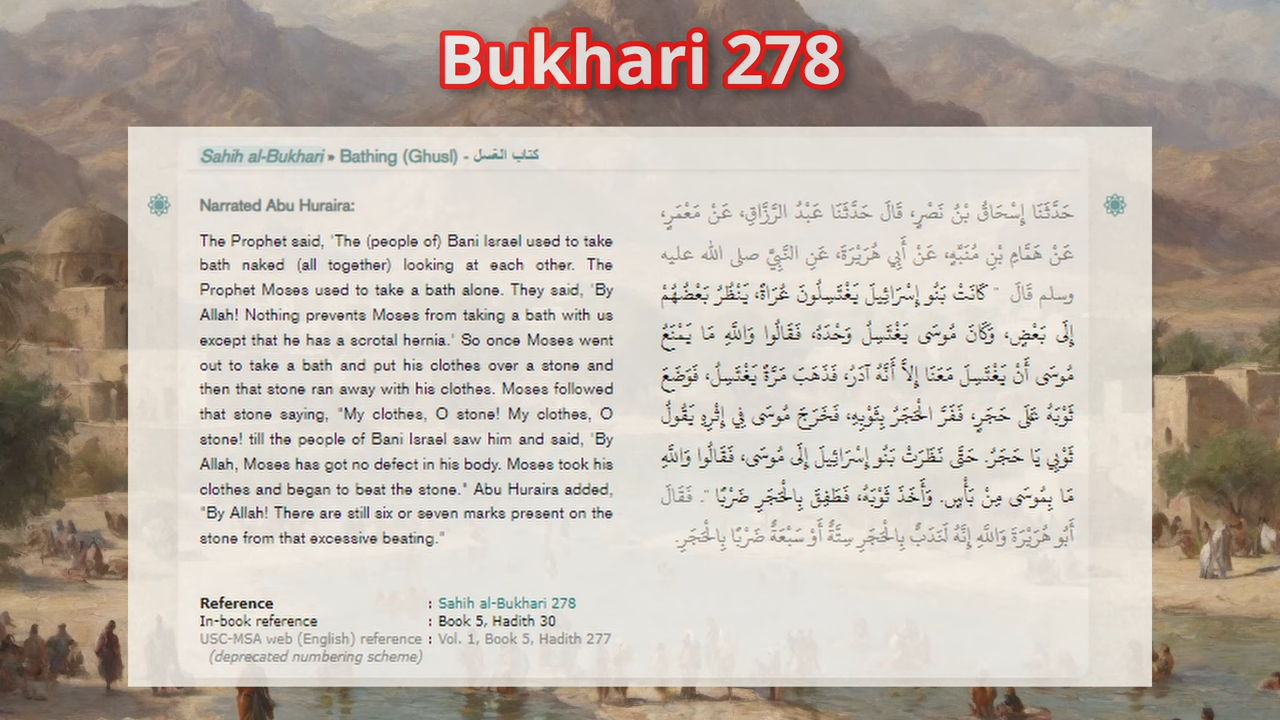 Bukhari 278
Sahih al-Bukhari » Bathing (Ghusl) - كتاب الغسل
Narrated Abu Huraira:
The Prophet said, 'The (people of) Bani Israel used to take
bath naked (all together) looking at each other. The
Prophet Moses used to take a bath alone. They said, 'By
Allah! Nothing prevents Moses from taking a bath with us
except that he has a scrotal hernia.' So once Moses went
out to take a bath and put his clothes over a stone and
then that stone ran away with his clothes. Moses followed
that stone saying, "My clothes, O stone! My clothes, O
stone! till the people of Bani Israel saw him and said, 'By
Allah, Moses has got no defect in his body. Moses took his
clothes and began to beat the stone." Abu Huraira added,
"By Allah! There are still six or seven marks present on the
stone from that excessive beating."
حَدَّثَنَا إِسْحَاقُ بْنُ نَصْرٍ، قَالَ حَدَّثَنَا عَبْدُ الرَّزَّاقِ، عَنْ مَعْمَرٍ،
عَنْ هَمَّامِ بْنِ مُنَبِّهٍ، عَنْ أَبِي هُرَيْرَةَ، عَنِ النَّبِيِّ صلى الله عليه
وسلم قَالَ " كَانَتْ بَنُو إِسْرَائِيلَ يَغْتَسِلُونَ عُرَاةً، يَنْظُرُ بَعْضُهُمْ
إِلَى بَعْضٍ، وَكَانَ مُوسَى يَغْتَسِلُ وَحْدَهُ، فَقَالُوا وَاللَّهِ مَا يَمْنَعُ
مُوسَى أَنْ يَغْتَسِلَ مَعَنَا إِلاَّ أَنَّهُ آدَرُ، فَذَهَبَ مَرَّةً يَغْتَسِلُ، فَوَضَعَ
ثَوْبَهُ عَلَى حَجَرٍ، فَفَرَّ الْحَجَرُ بِثَوْبِهِ، فَخَرَجَ مُوسَى فِي إِثْرِهِ يَقُولُ
ثَوْبِي يَا حَجَرُ. حَتَّى نَظَرَتْ بَنُو إِسْرَائِيلَ إِلَى مُوسَى، فَقَالُوا وَاللَّهِ
مَا بِمُوسَى مِنْ بَأْسٍ. وَأَخَذَ ثَوْبَهُ، فَطَفِقَ بِالْحَجَرِ ضَرْبًا ". فَقَالَ
أَبُو هُرَيْرَةَ وَاللَّهِ إِنَّهُ لَنَدَبٌ بِالْحَجَرِ سِتَّةٌ أَوْ سَبْعَةٌ ضَرْبًا بِالْحَجَرِ.
Reference : Sahih al-Bukhari 278
In-book reference : Book 5, Hadith 30
USC-MSA web (English) reference : Vol. 1, Book 5, Hadith 277
(deprecated numbering scheme)